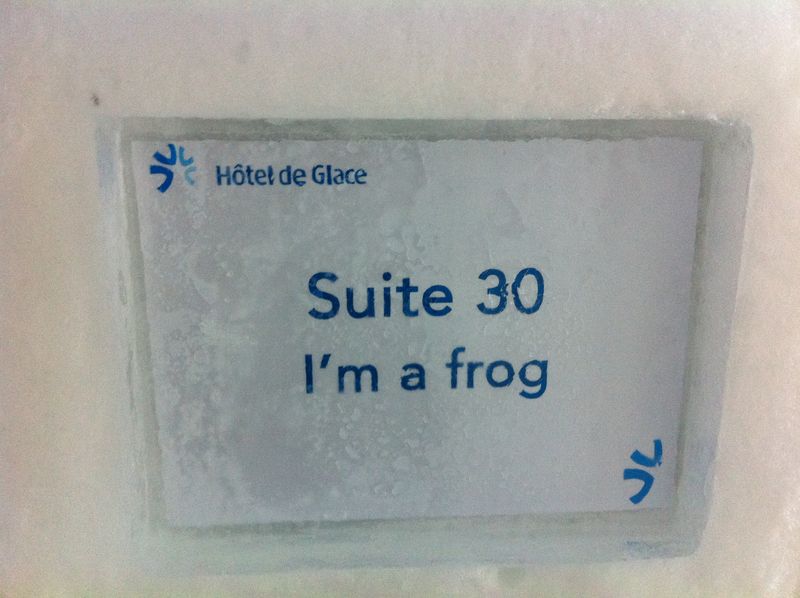 Hôtel de Glace
Suite 30
I'm a frog